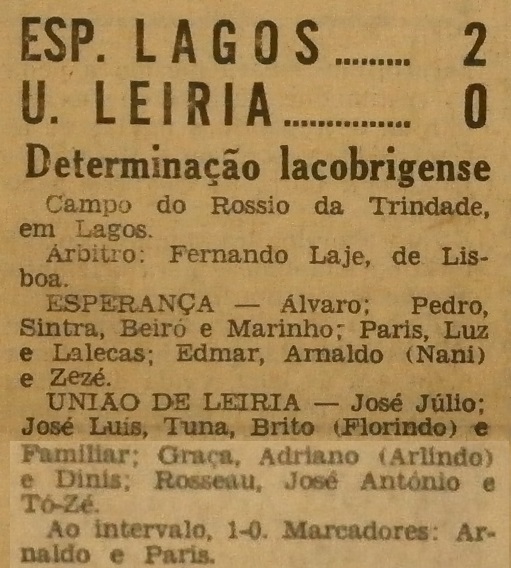 ESP. LAGOS ......... 2
U. LEIRIA ............... 0
Determinação lacobrigense
Campo do Rossio da Trindade,
em Lagos.
Árbitro: Fernando Laje, de Lis-
boa.
ESPERANÇA — Álvaro; Pedro,
Sintra, Beiró e Marinho; Paris, Luz
e Lalecas; Edmar, Arnaldo (Nani)
e Zezé.
UNIÃO DE LEIRIA — José Júlio;
José Luís, Tuna, Brito (Florindo) e
Familiar; Graça, Adriano (Arlindo)
e Dinis; Rosseau, José António e
Tó-Zé.
Ao intervalo, 1-0. Marcadores: Ar-
naldo e Paris.